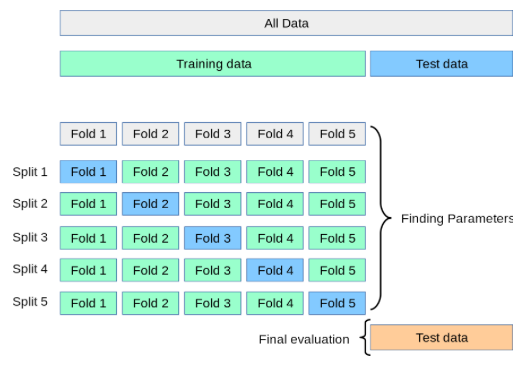 All Data
Training data Test data
Fold 1 Fold 2 Fold 3 Fold 4 Fold 5
Split 1 Fold 1 Fold 2 Fold 3 Fold 4 Fold 5
Split 2 Fold 1 Fold 2 Fold 3 Fold 4 Fold 5
Finding Parameters
Split 3 Fold 1 Fold 2 Fold 3 Fold 4 Fold 5
Split 4 Fold 1 Fold 2 Fold 3 Fold 4 Fold 5
Split 5 Fold 1 Fold 2 Fold 3 Fold 4 Fold 5
Final evaluation Test data